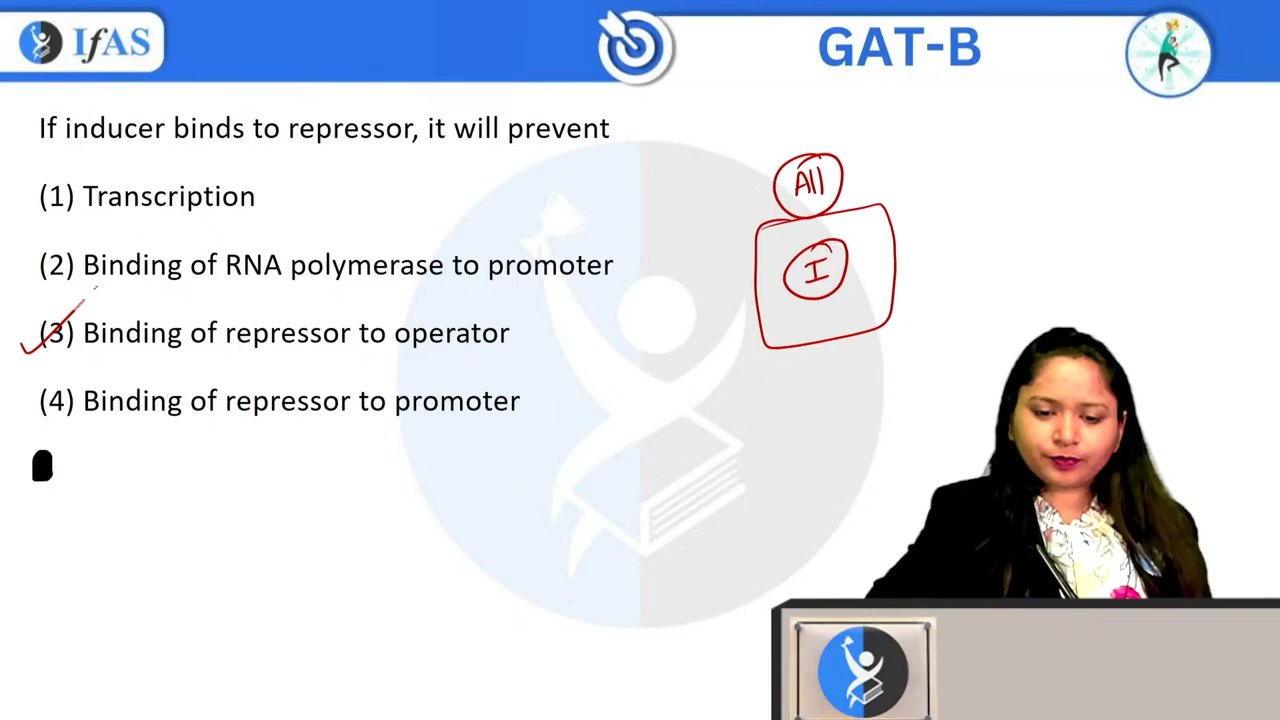 IfAS
GAT-B
If inducer binds to repressor, it will prevent
(1) Transcription
(2) Binding of RNA polymerase to promoter
(3) Binding of repressor to operator
(4) Binding of repressor to promoter
All
I